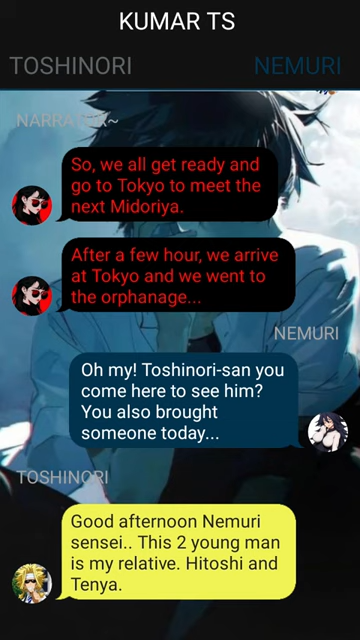 KUMAR TS
TOSHINORI
NEMURI
NARRATOR~
So, we all get ready and
go to Tokyo to meet the
next Midoriya.
After a few hour, we arrive
at Tokyo and we went to
the orphanage...
NEMURI
Oh my! Toshinori-san you
come here to see him?
You also brought
someone today...
TOSHINORI
Good afternoon Nemuri
sensei.. This 2 young man
is my relative. Hitoshi and
Tenya.